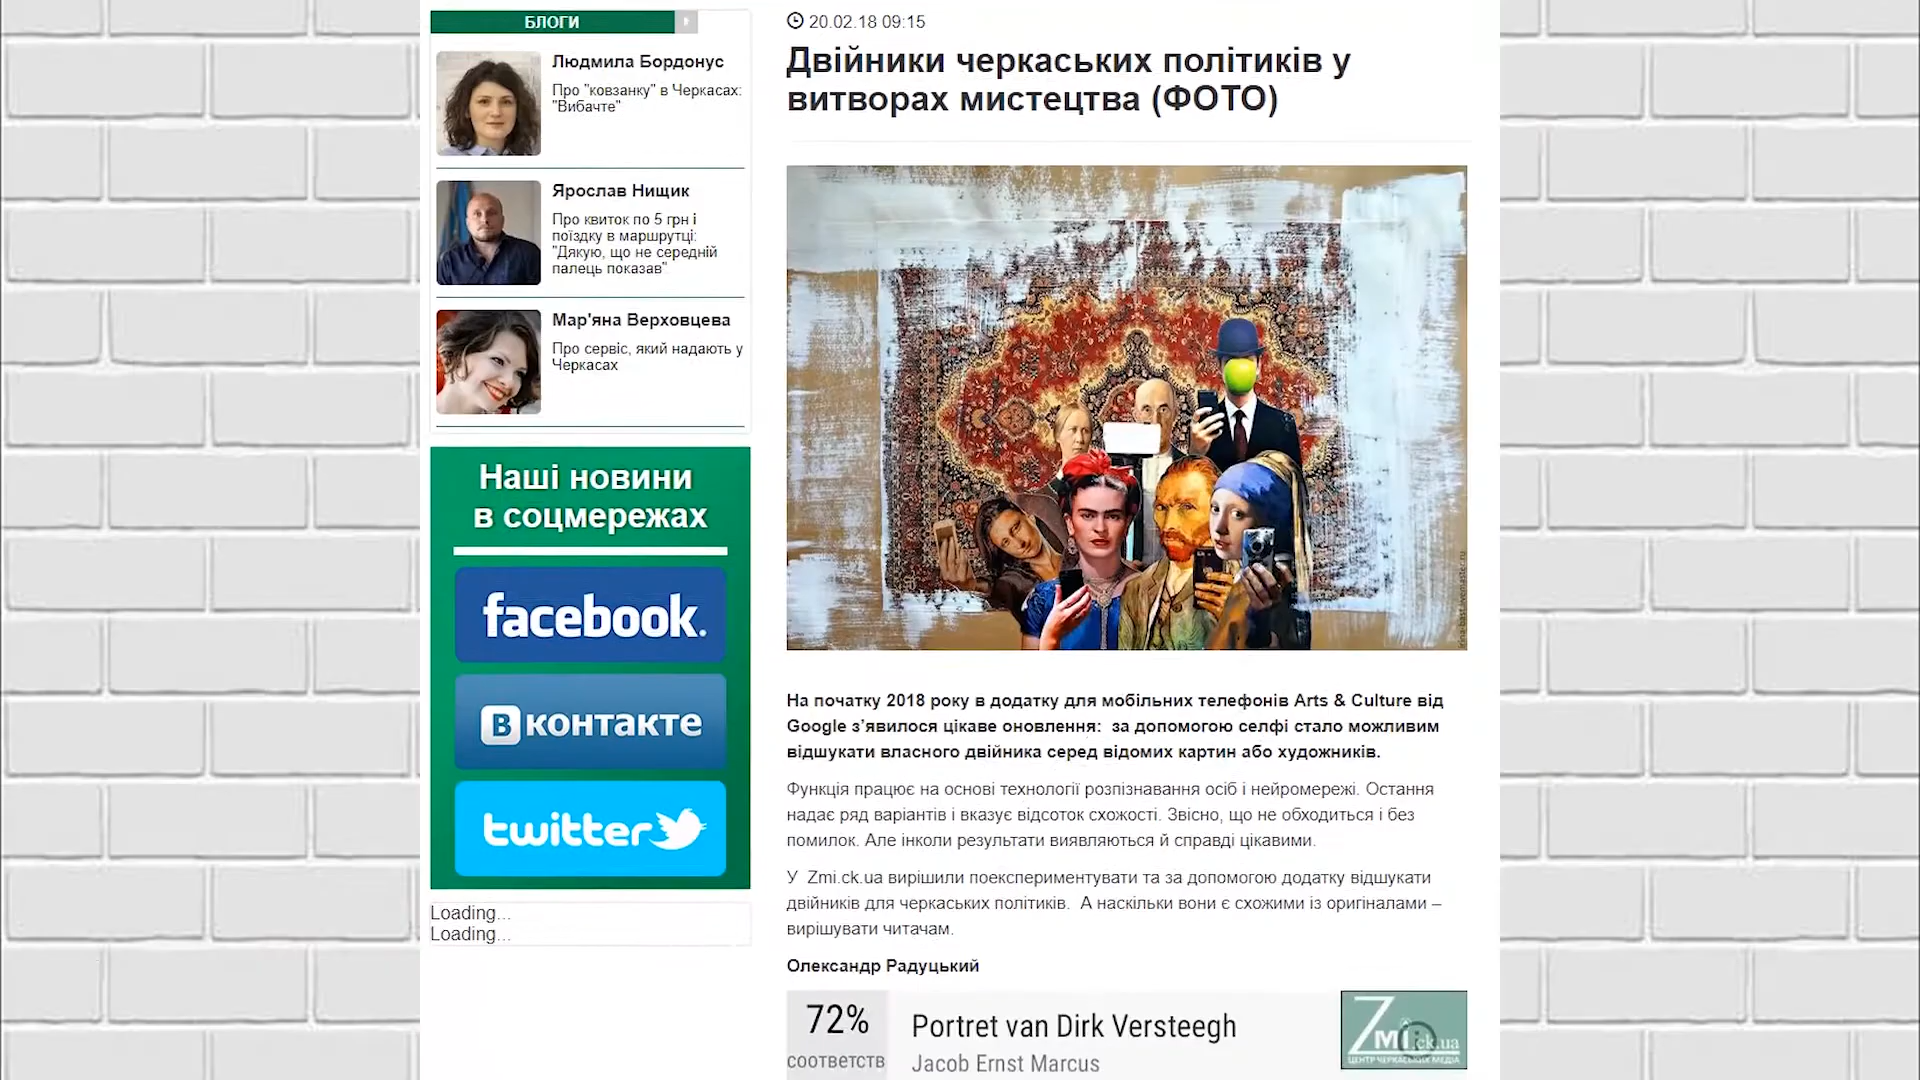 БЛОГИ
Людмила Бордонус
Про "ковзанку" в Черкасах:
"Вибачте"
Ярослав Нищик
Про квиток по 5 грн і
поїздку в маршрутці:
"Дякую, що не середній
палець показав"
Мар'яна Верховцева
Про сервіс, який надають у
Черкасах
Наші новини
в соцмережах
facebook.
В контакте
twitter
Loading...
Loading...
20.02.18 09:15
Двійники черкаських політиків у
витворах мистецтва (ФОТО)
На початку 2018 року в додатку для мобільних телефонів Arts & Culture від
Google з’явилося цікаве оновлення: за допомогою селфі стало можливим
відшукати власного двійника серед відомих картин або художників.
Функція працює на основі технології розпізнавання осіб і нейромережі. Остання
надає ряд варіантів і вказує відсоток схожості. Звісно, що не обходиться і без
помилок. Але інколи результати виявляються й справді цікавими.
У Zmi.ck.ua вирішили поекспериментувати та за допомогою додатку відшукати
двійників для черкаських політиків. А наскільки вони є схожими із оригіналами –
вирішувати читачам.
Олександр Радуцький
72%
соответств
Portret van Dirk Versteegh
Jacob Ernst Marcus
Zmi.ck.ua
ЦЕНТР ЧЕРКАСЬКИХ МЕДІА